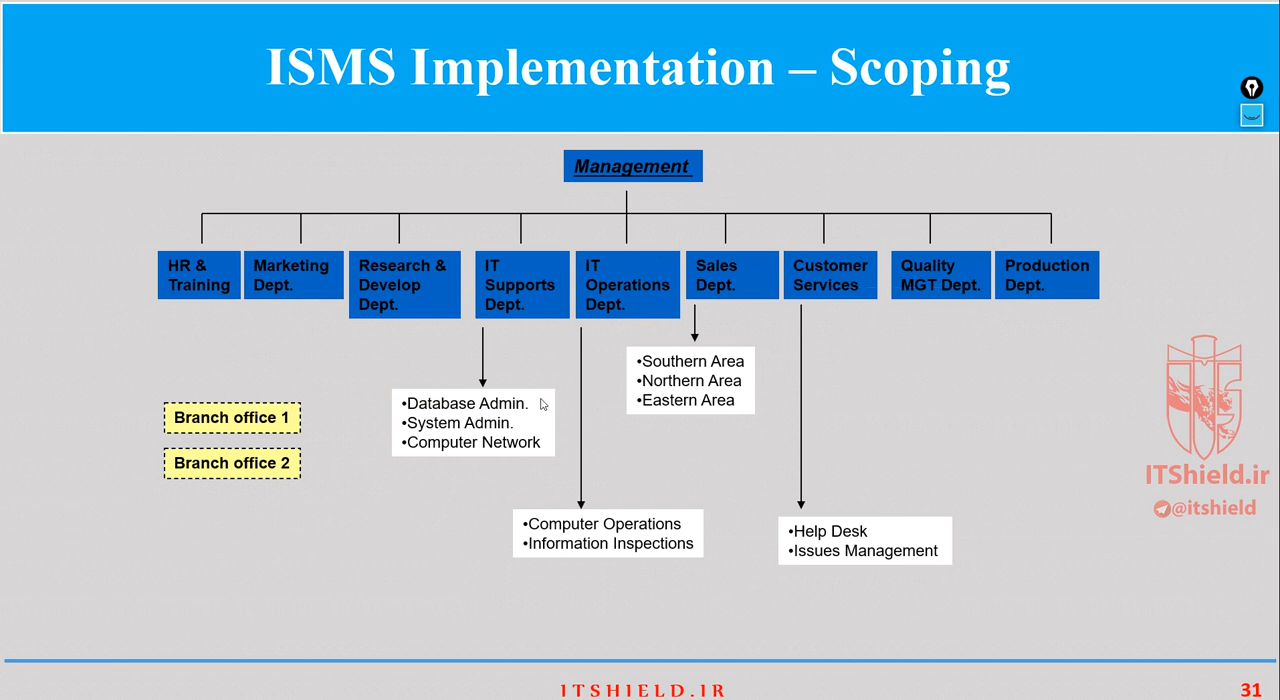 ISMS Implementation – Scoping
Management
HR &
Training
Marketing
Dept.
Research &
Develop
Dept.
IT
Supports
Dept.
IT
Operations
Dept.
Sales
Dept.
Customer
Services
Quality
MGT Dept.
Production
Dept.
•Southern Area
•Northern Area
•Eastern Area
•Database Admin.
•System Admin.
•Computer Network
Branch office 1
Branch office 2
•Computer Operations
•Information Inspections
•Help Desk
•Issues Management
ITShield.ir
@itshield
ITSHIELD.IR
31